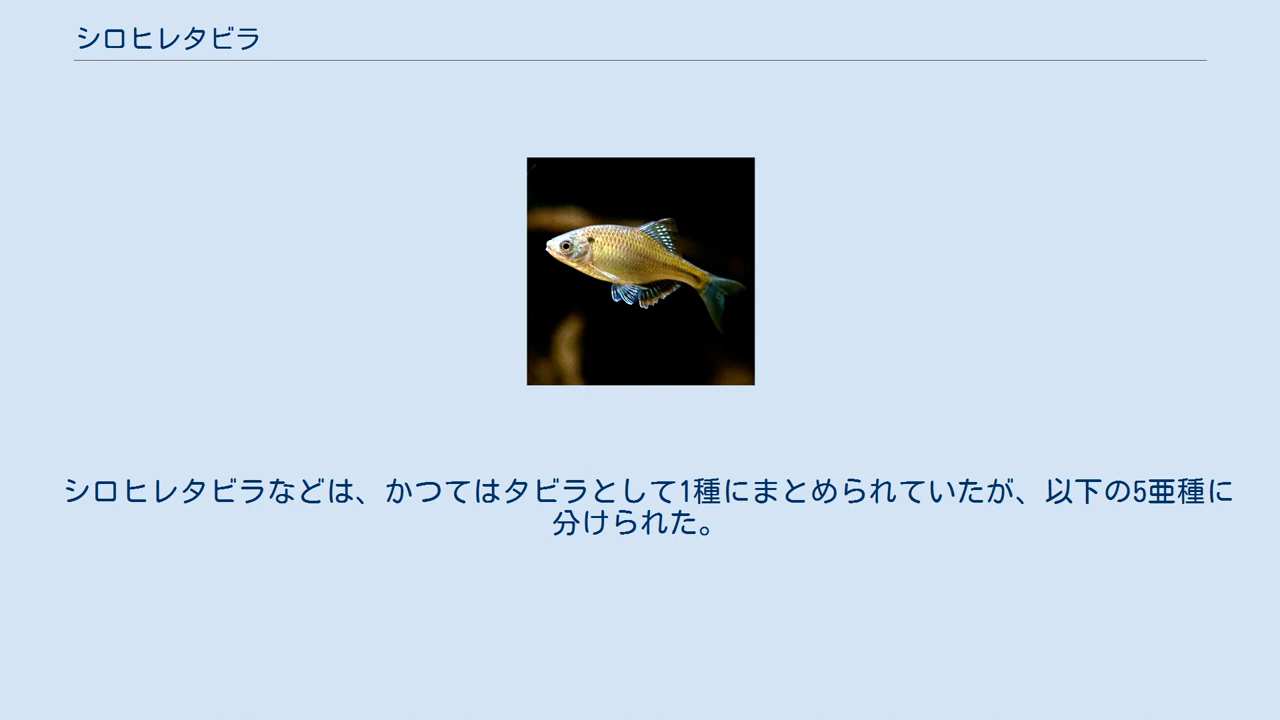 シロヒレタビラ
シロヒレタビラなどは、かつてはタビラとして1種にまとめられていたが、以下の5亜種に
分けられた。